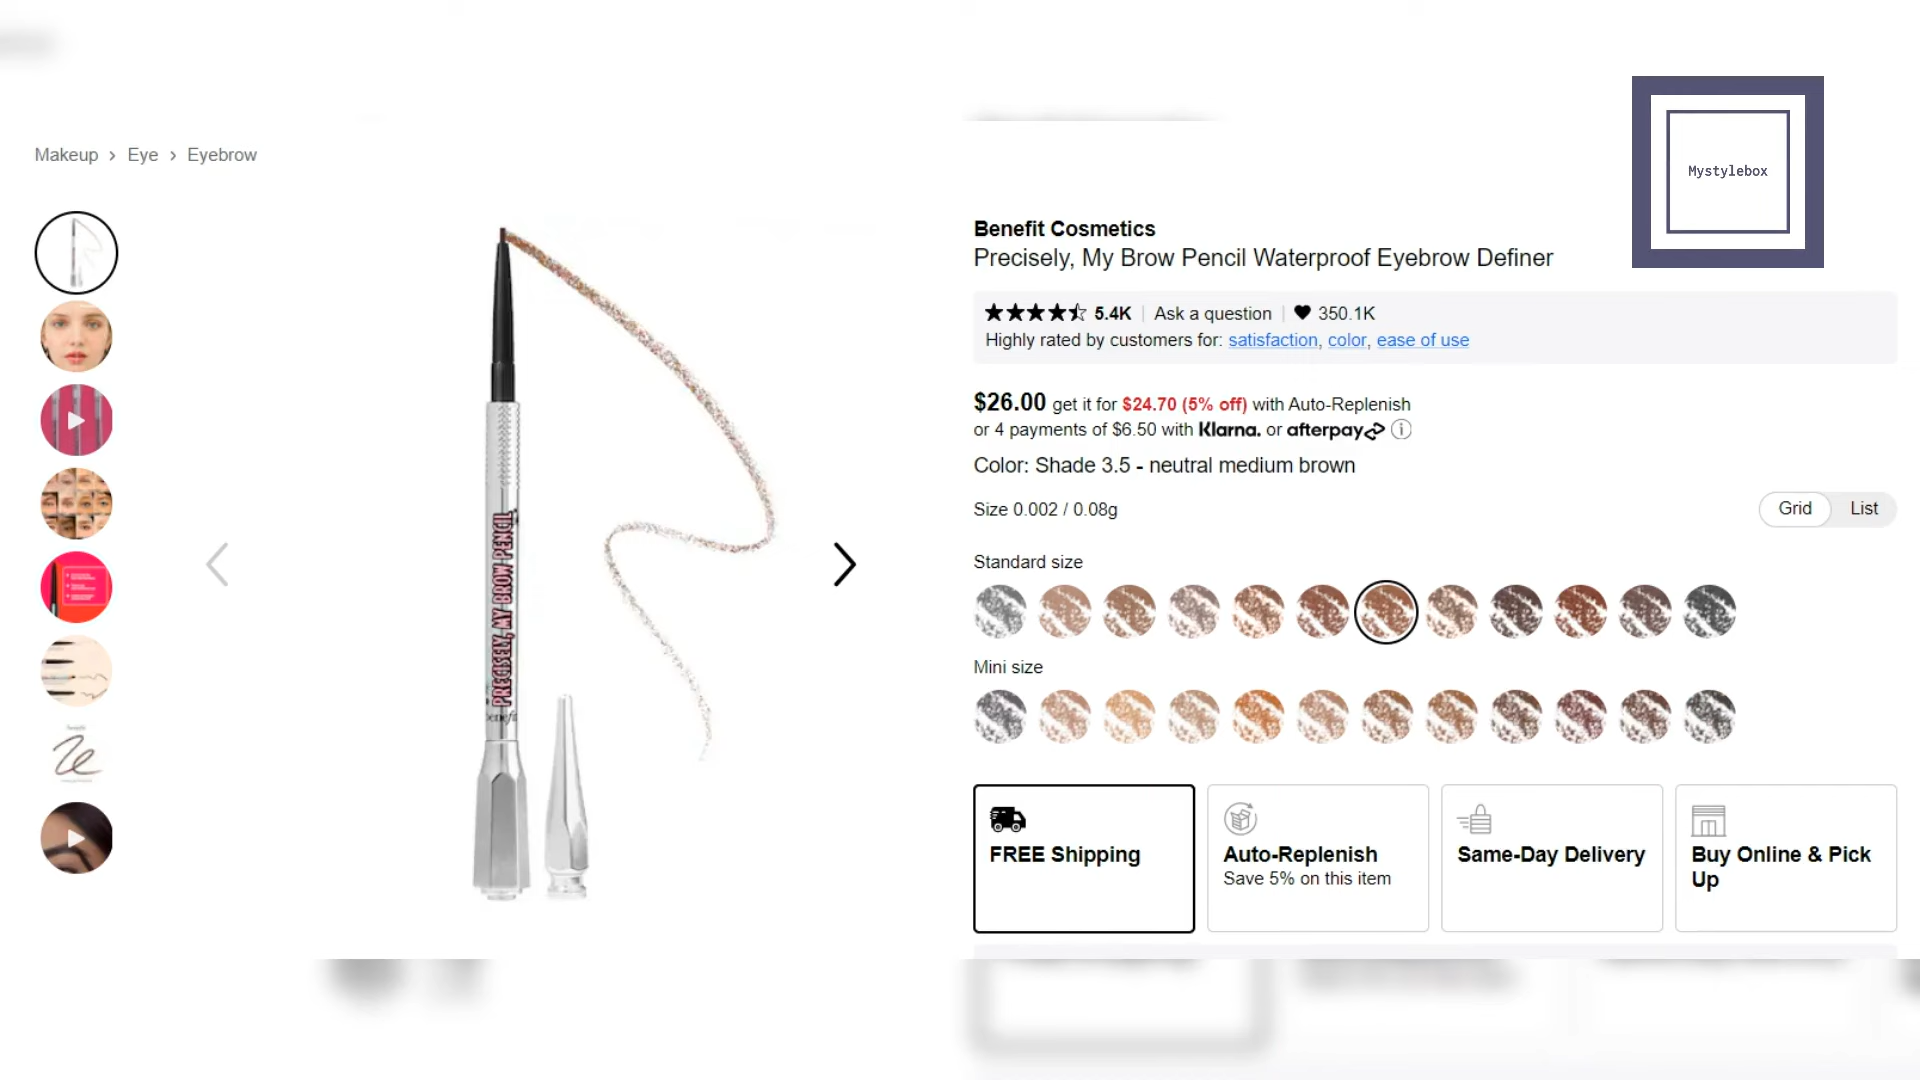 Makeup > Eye > Eyebrow
PRECISELY, MY BROW PENCIL
benefit
Mystylebox
Benefit Cosmetics
Precisely, My Brow Pencil Waterproof Eyebrow Definer
5.4K | Ask a question | 350.1K
Highly rated by customers for: satisfaction, color, ease of use
$26.00 get it for $24.70 (5% off) with Auto-Replenish
or 4 payments of $6.50 with Klarna. or afterpay
Color: Shade 3.5 - neutral medium brown
Size 0.002 / 0.08g
Grid List
Standard size
Mini size
FREE Shipping
Auto-Replenish
Save 5% on this item
Same-Day Delivery
Buy Online & Pick
Up